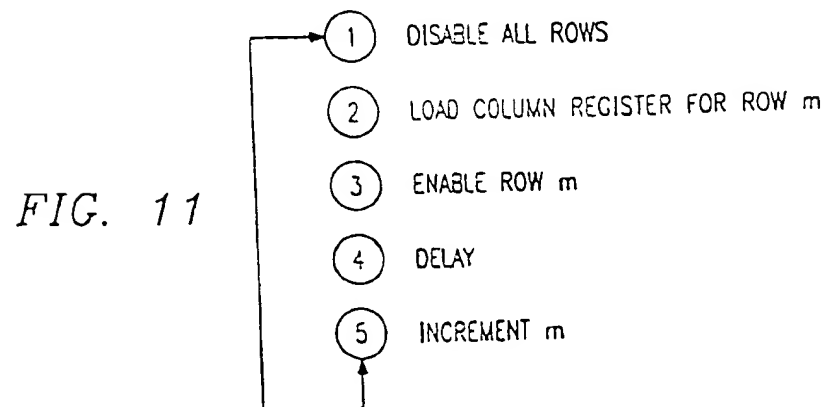 1 DISABLE ALL ROWS
2 LOAD COLUMN REGISTER FOR ROW m
3 ENABLE ROW m
FIG. 11
4 DELAY
5 INCREMENT m